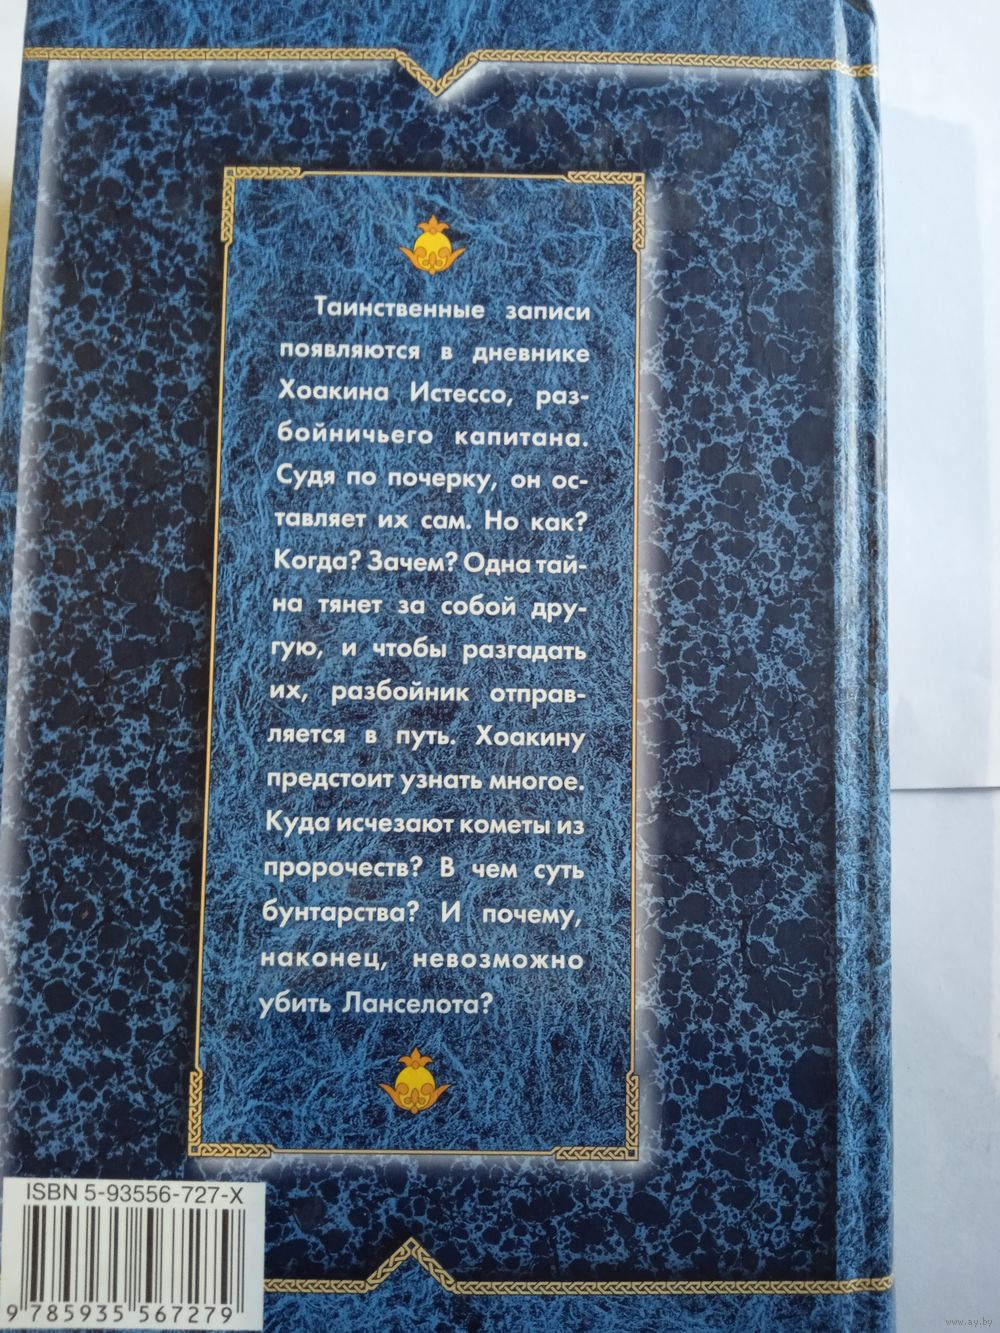 Таинственные записи
появляются в дневнике
Хоакина Истессо, раз-
бойничьего капитана.
Судя по почерку, он ос-
тавляет их сам. Но как?
Когда? Зачем? Одна тай-
на тянет за собой дру-
гую, и чтобы разгадать
их, разбойник отправ-
ляется в путь. Хоакину
предстоит узнать многое.
Куда исчезают кометы из
пророчеств? В чем суть
бунтарства? И почему,
наконец, невозможно
убить Ланселота?
ISBN 5-93556-727-X
9 785935 567279
www.ay.by